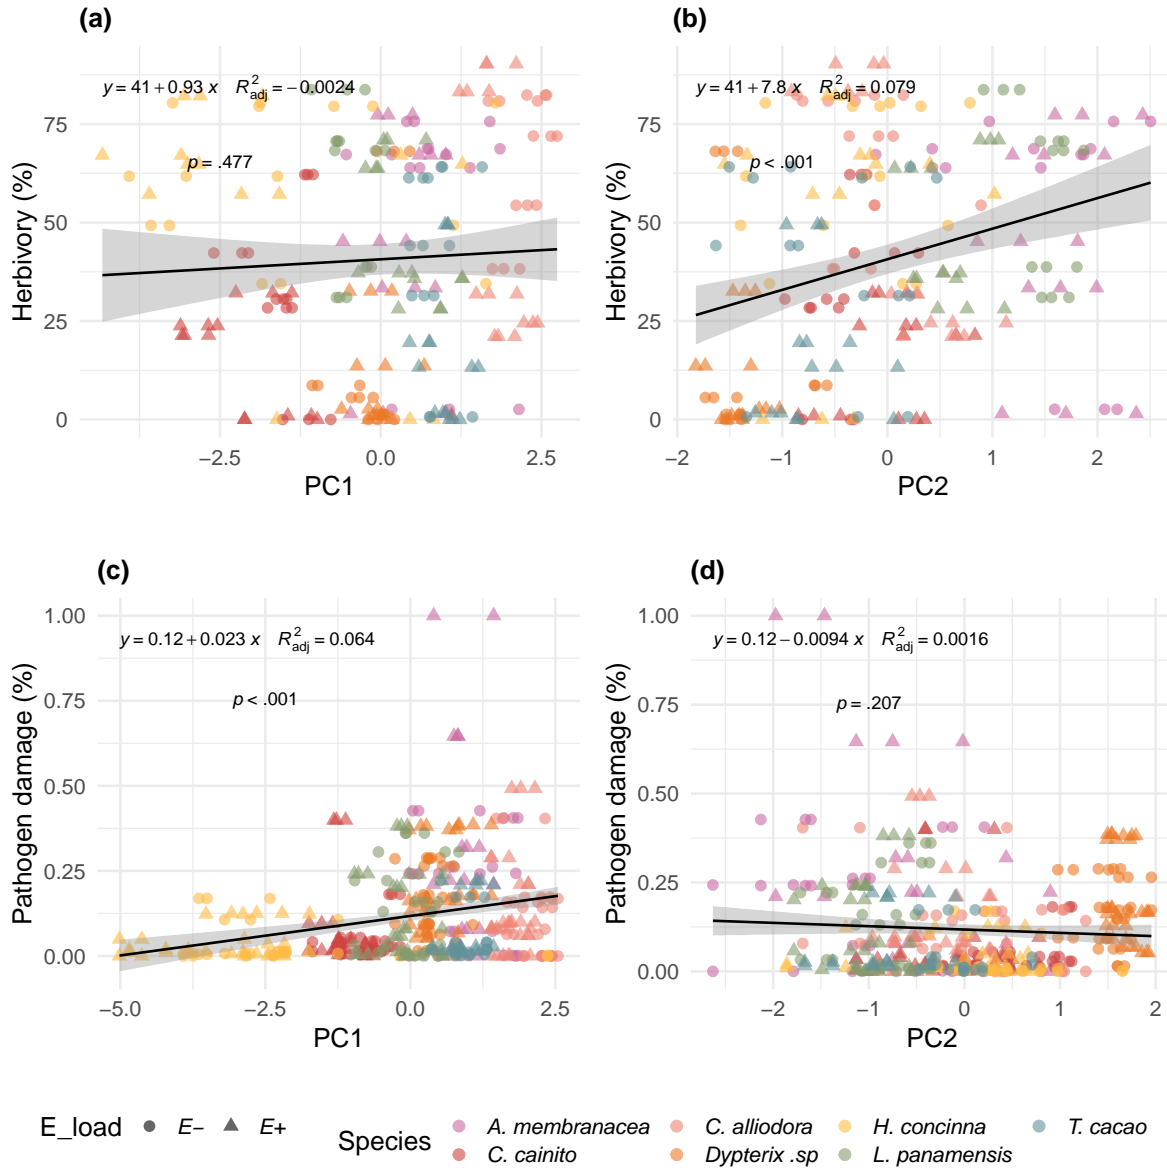 (a)
(b)
y = 41 + 0.93 x R²adj = −0.0024
p = .477
Herbivory (%)
75
50
25
0
−2.5
0.0
2.5
PC1
y = 41 + 7.8 x R²adj = 0.079
p < .001
Herbivory (%)
75
50
25
0
−2
−1
0
1
2
PC2
(c)
(d)
y = 0.12 + 0.023 x R²adj = 0.064
p < .001
Pathogen damage (%)
1.00
0.75
0.50
0.25
0.00
−5.0
−2.5
0.0
2.5
PC1
y = 0.12 − 0.0094 x R²adj = 0.0016
p = .207
Pathogen damage (%)
1.00
0.75
0.50
0.25
0.00
−2
−1
0
1
2
PC2
E_load E− E+
Species
A. membranacea C. alliodora H. concinna T. cacao
C. cainito Dypterix .sp L. panamensis